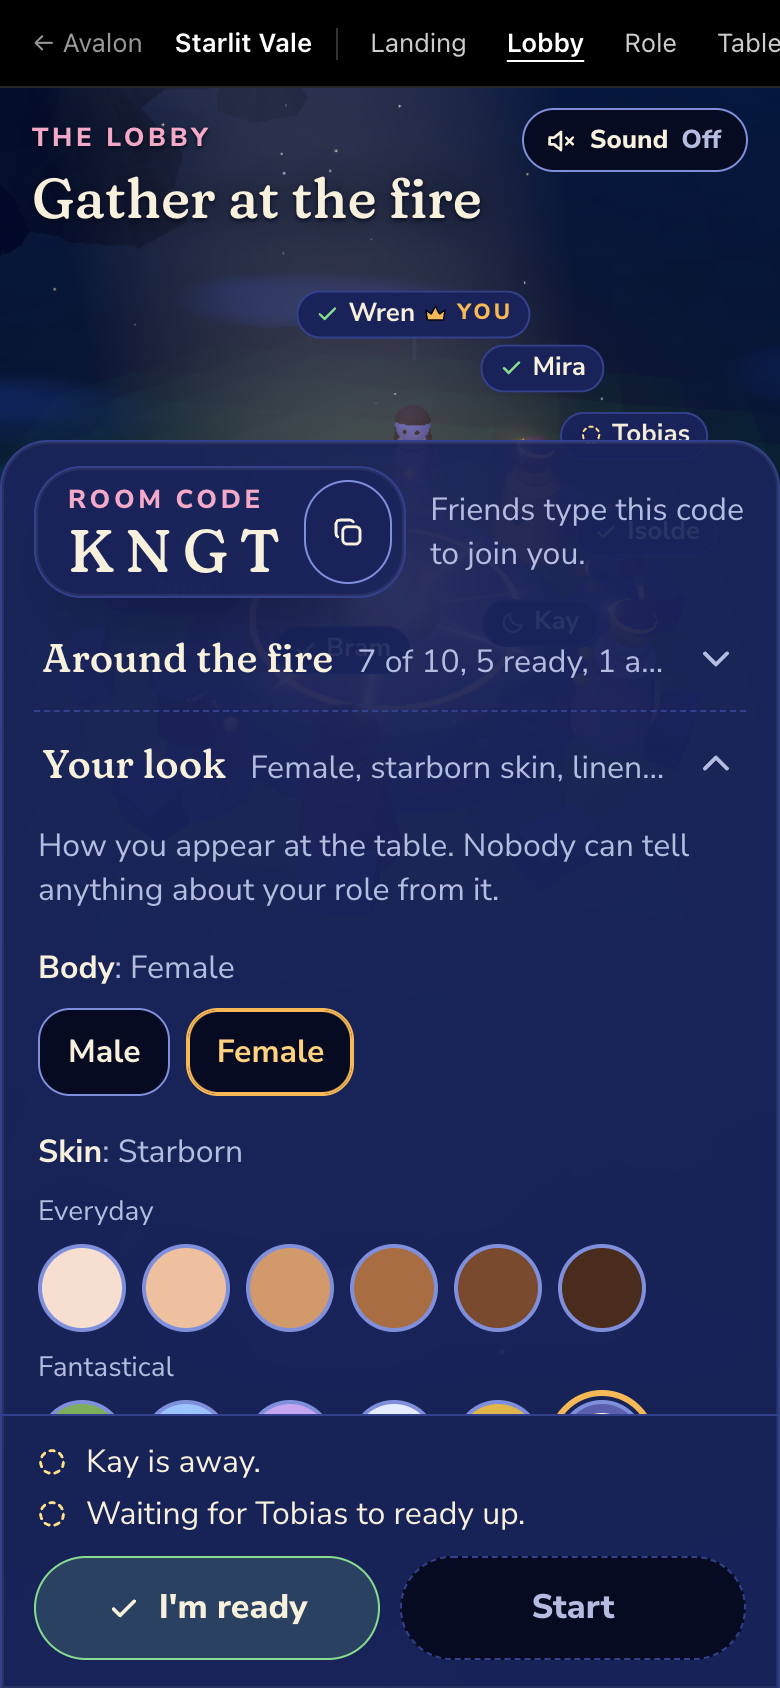 ← Avalon Starlit Vale Landing Lobby Role Table
THE LOBBY
Sound Off
Gather at the fire
Wren YOU
Mira
Tobias
ROOM CODE
KNGT
Friends type this code
to join you.
Isolde
Kay
Bram
Around the fire 7 of 10, 5 ready, 1 a...
Your look Female, starborn skin, linen...
How you appear at the table. Nobody can tell
anything about your role from it.
Body: Female
Male Female
Skin: Starborn
Everyday
Fantastical
Kay is away.
Waiting for Tobias to ready up.
I'm ready Start